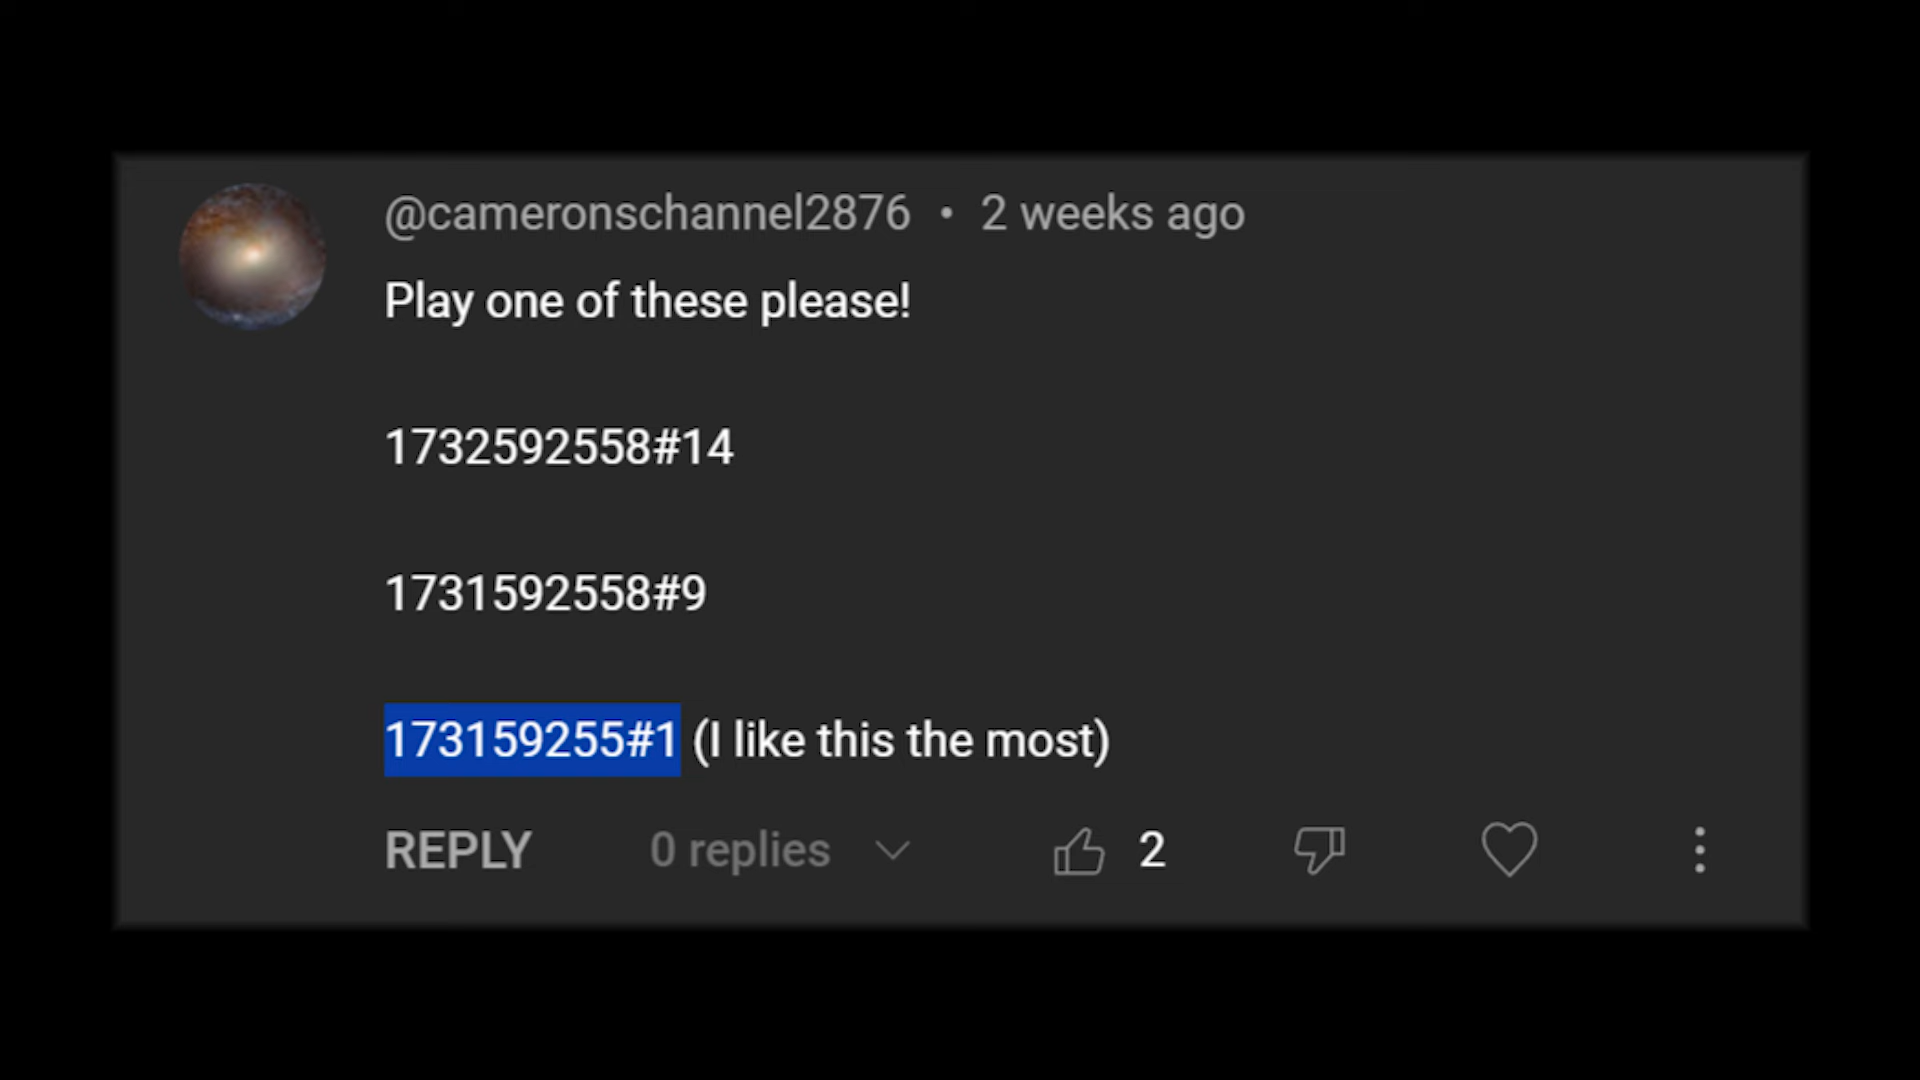 @cameronschannel2876 • 2 weeks ago
Play one of these please!
1732592558#14
1731592558#9
173159255#1 (I like this the most)
REPLY 0 replies 2